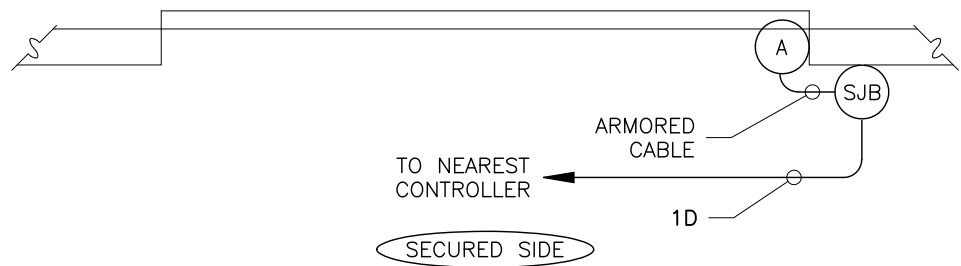 A
SJB
ARMORED
CABLE
TO NEAREST
CONTROLLER
1D
SECURED SIDE